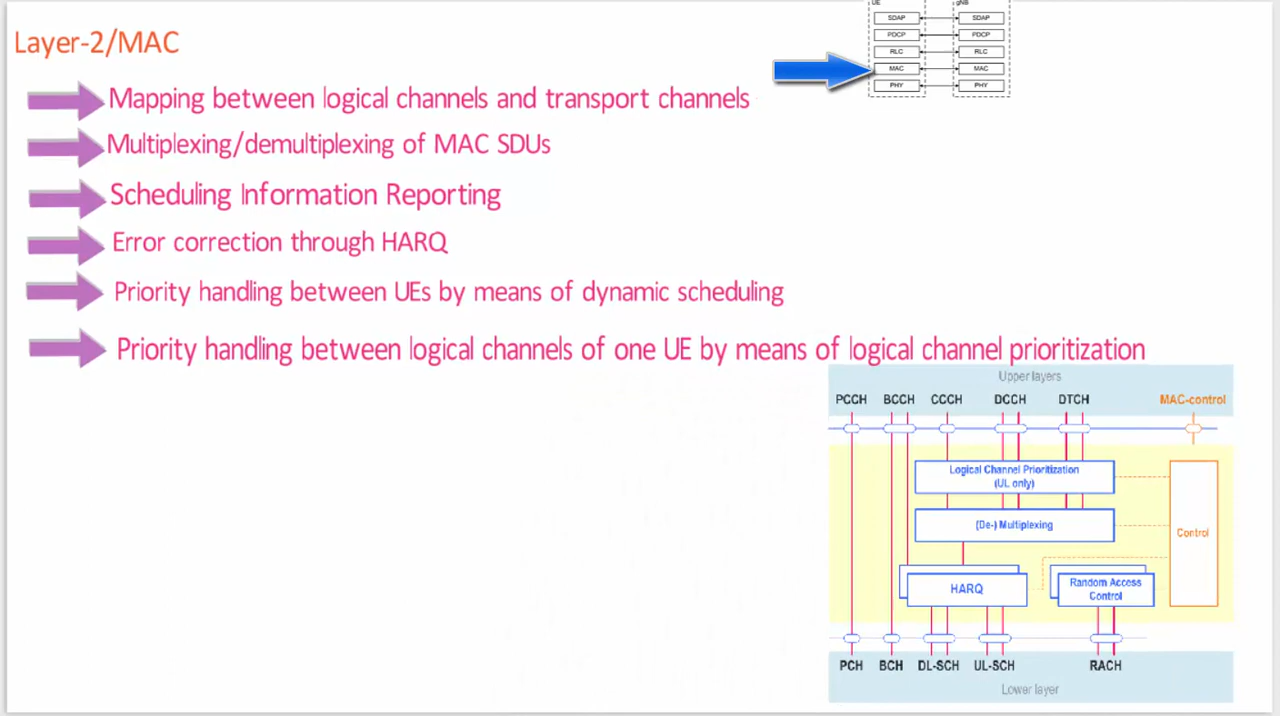 UE gNB
SDAP SDAP
PDCP PDCP
RLC RLC
MAC MAC
PHY PHY
Layer-2/MAC
Mapping between logical channels and transport channels
Multiplexing/demultiplexing of MAC SDUs
Scheduling Information Reporting
Error correction through HARQ
Priority handling between UEs by means of dynamic scheduling
Priority handling between logical channels of one UE by means of logical channel prioritization
Upper layers
PCCH BCCH CCCH DCCH DTCH MAC-control
Logical Channel Prioritization
(UL only)
(De-) Multiplexing
Control
HARQ
Random Access
Control
PCH BCH DL-SCH UL-SCH RACH
Lower layer